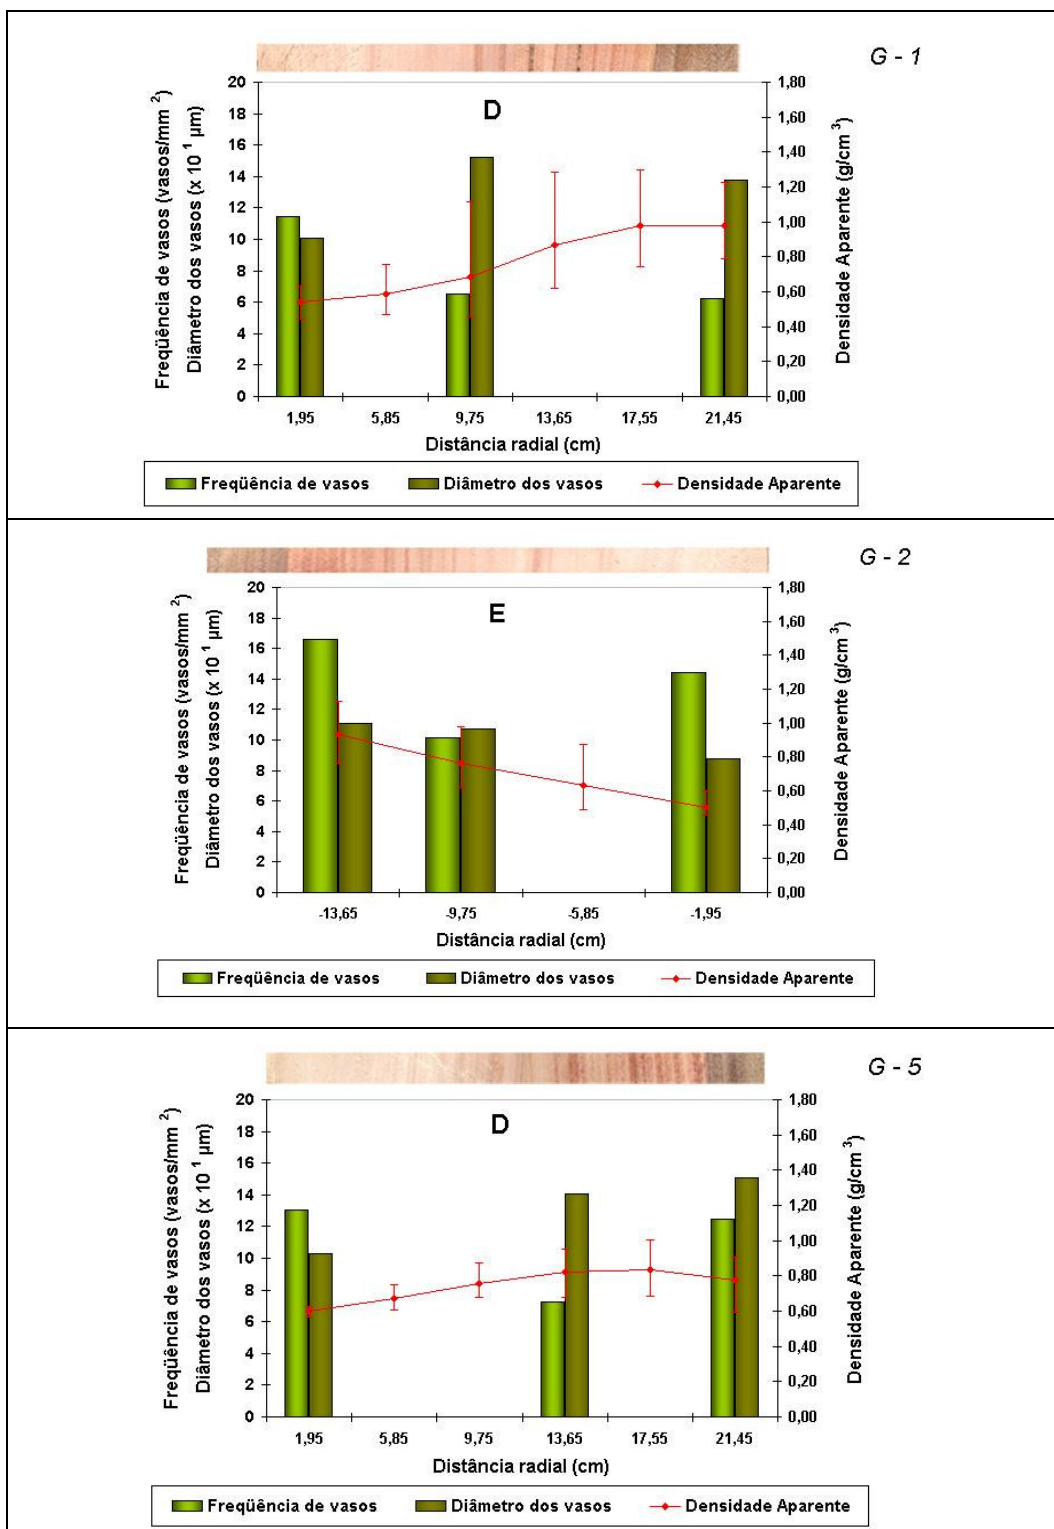 G - 1
D
Freqüência de vasos (vasos/mm 2)
Diâmetro dos vasos (x 10 1 µm)
20
18
16
14
12
10
8
6
4
2
0
1,80
1,60
1,40
1,20
1,00
0,80
0,60
0,40
0,20
0,00
Densidade Aparente (g/cm 3)
1,95 5,85 9,75 13,65 17,55 21,45
Distância radial (cm)
Freqüência de vasos Diâmetro dos vasos Densidade Aparente
G - 2
E
Freqüência de vasos (vasos/mm 2)
Diâmetro dos vasos (x 10 1 µm)
20
18
16
14
12
10
8
6
4
2
0
1,80
1,60
1,40
1,20
1,00
0,80
0,60
0,40
0,20
0,00
Densidade Aparente (g/cm 3)
-13,65 -9,75 -5,85 -1,95
Distância radial (cm)
Freqüência de vasos Diâmetro dos vasos Densidade Aparente
G - 5
D
Freqüência de vasos (vasos/mm 2)
Diâmetro dos vasos (x 10 1 µm)
20
18
16
14
12
10
8
6
4
2
0
1,80
1,60
1,40
1,20
1,00
0,80
0,60
0,40
0,20
0,00
Densidade Aparente (g/cm 3)
1,95 5,85 9,75 13,65 17,55 21,45
Distância radial (cm)
Freqüência de vasos Diâmetro dos vasos Densidade Aparente